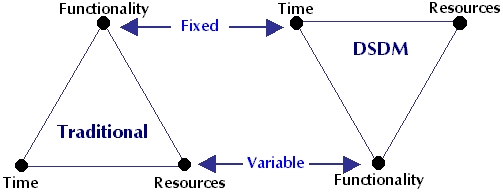 Functionality
Fixed
Time
Resources
DSDM
Traditional
Time
Resources
Variable
Functionality